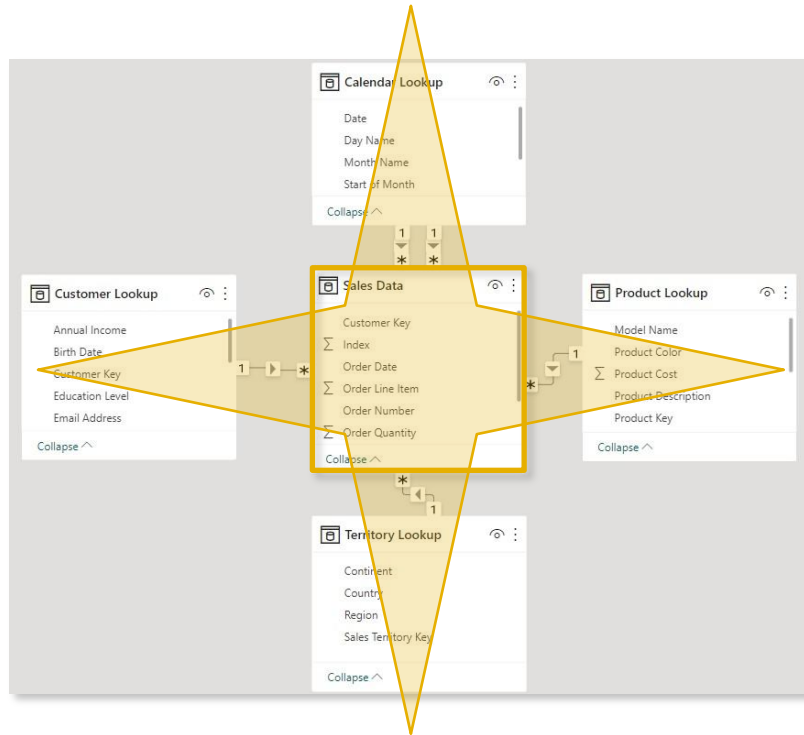 Calendar Lookup
Date
Day Name
Month Name
Start of Month
Collapse
1 1
* *
Customer Lookup
Annual Income
Birth Date
Customer Key
Education Level
Email Address
Collapse
1 *
Sales Data
Customer Key
Σ Index
Order Date
Σ Order Line Item
Order Number
Σ Order Quantity
Collapse
* 1
Product Lookup
Model Name
Product Color
Σ Product Cost
Product Description
Product Key
Collapse
*
1
Territory Lookup
Continent
Country
Region
Sales Territory Key
Collapse